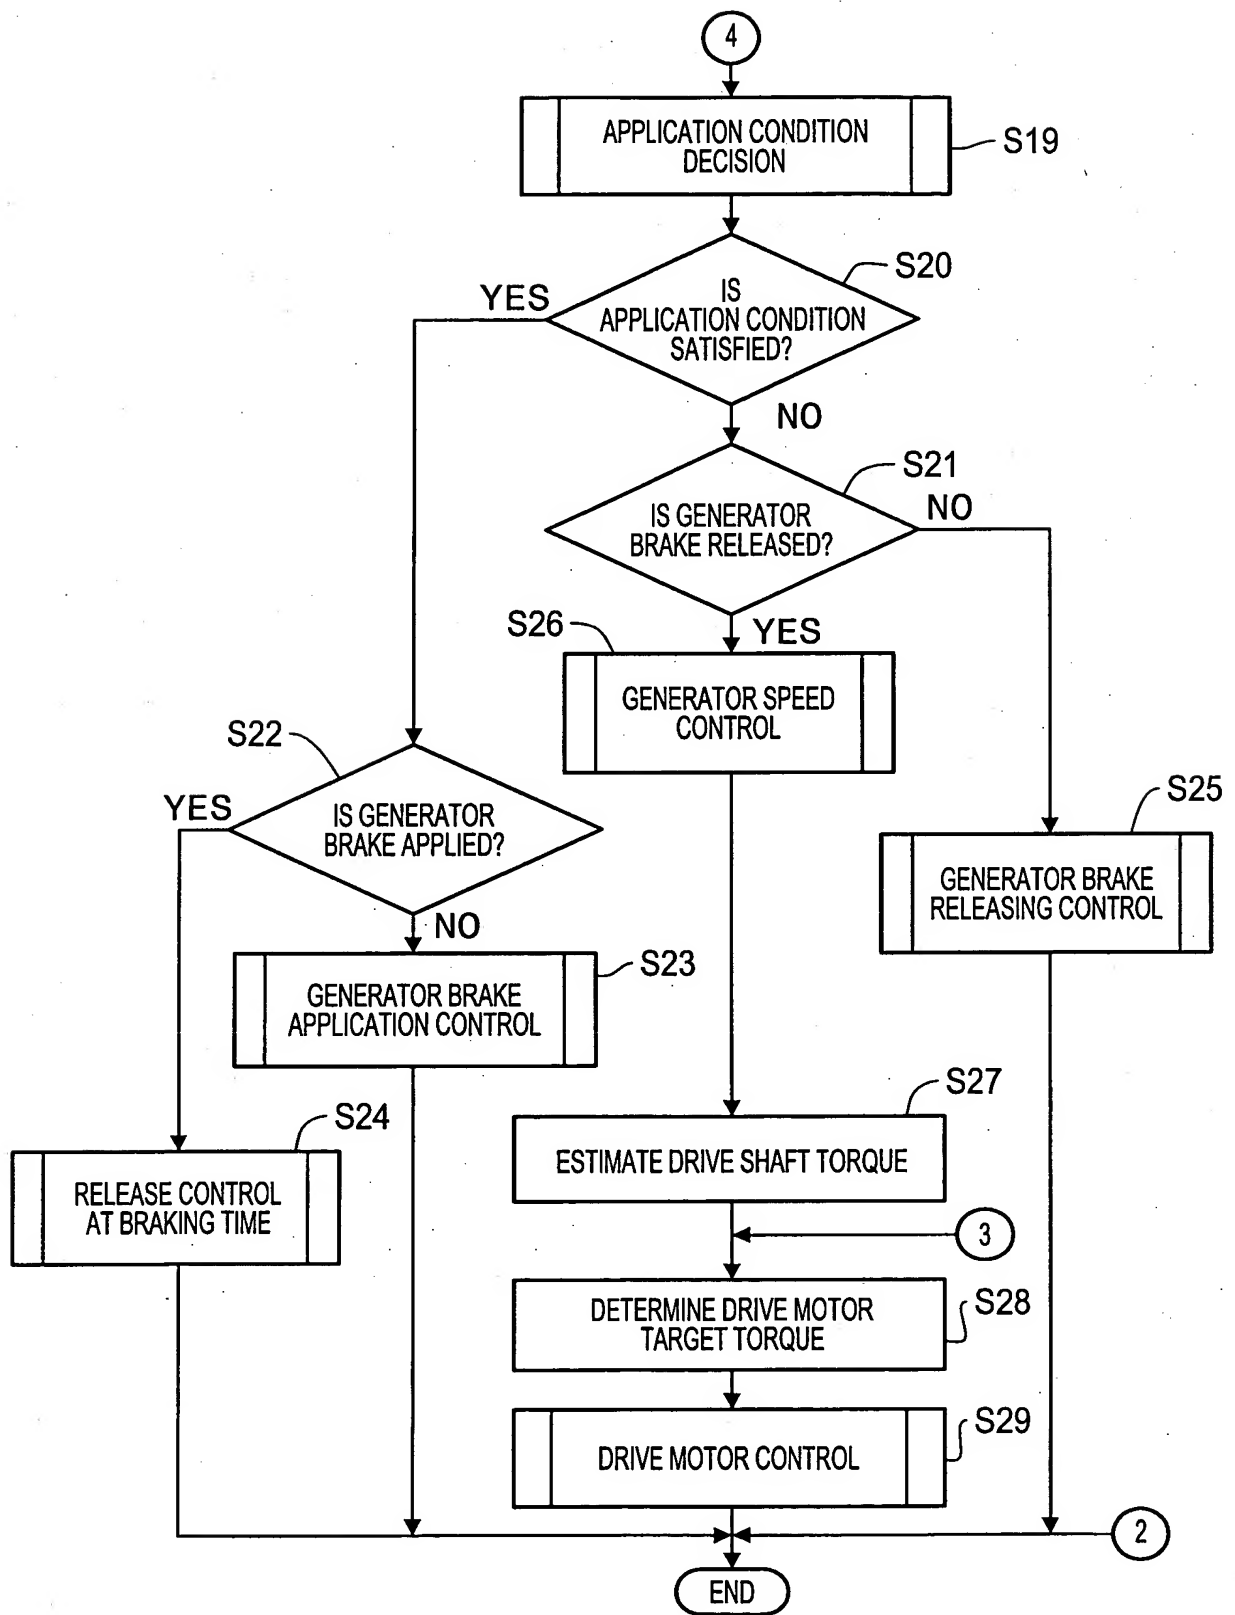 4
APPLICATION CONDITION
DECISION
S19
S20
IS
APPLICATION CONDITION
SATISFIED?
YES
NO
S21
IS GENERATOR
BRAKE RELEASED?
NO
YES
S26
GENERATOR SPEED
CONTROL
S22
IS GENERATOR
BRAKE APPLIED?
YES
NO
S25
GENERATOR BRAKE
RELEASING CONTROL
S23
GENERATOR BRAKE
APPLICATION CONTROL
S24
RELEASE CONTROL
AT BRAKING TIME
S27
ESTIMATE DRIVE SHAFT TORQUE
3
DETERMINE DRIVE MOTOR
TARGET TORQUE
S28
DRIVE MOTOR CONTROL
S29
2
END